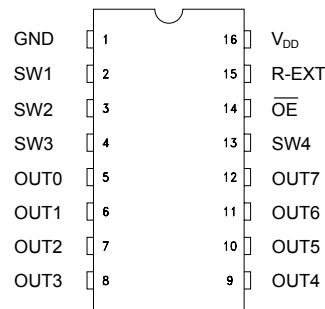 GND 1 16 VDD
SW1 2 15 R-EXT
SW2 3 14 OE
SW3 4 13 SW4
OUT0 5 12 OUT7
OUT1 6 11 OUT6
OUT2 7 10 OUT5
OUT3 8 9 OUT4